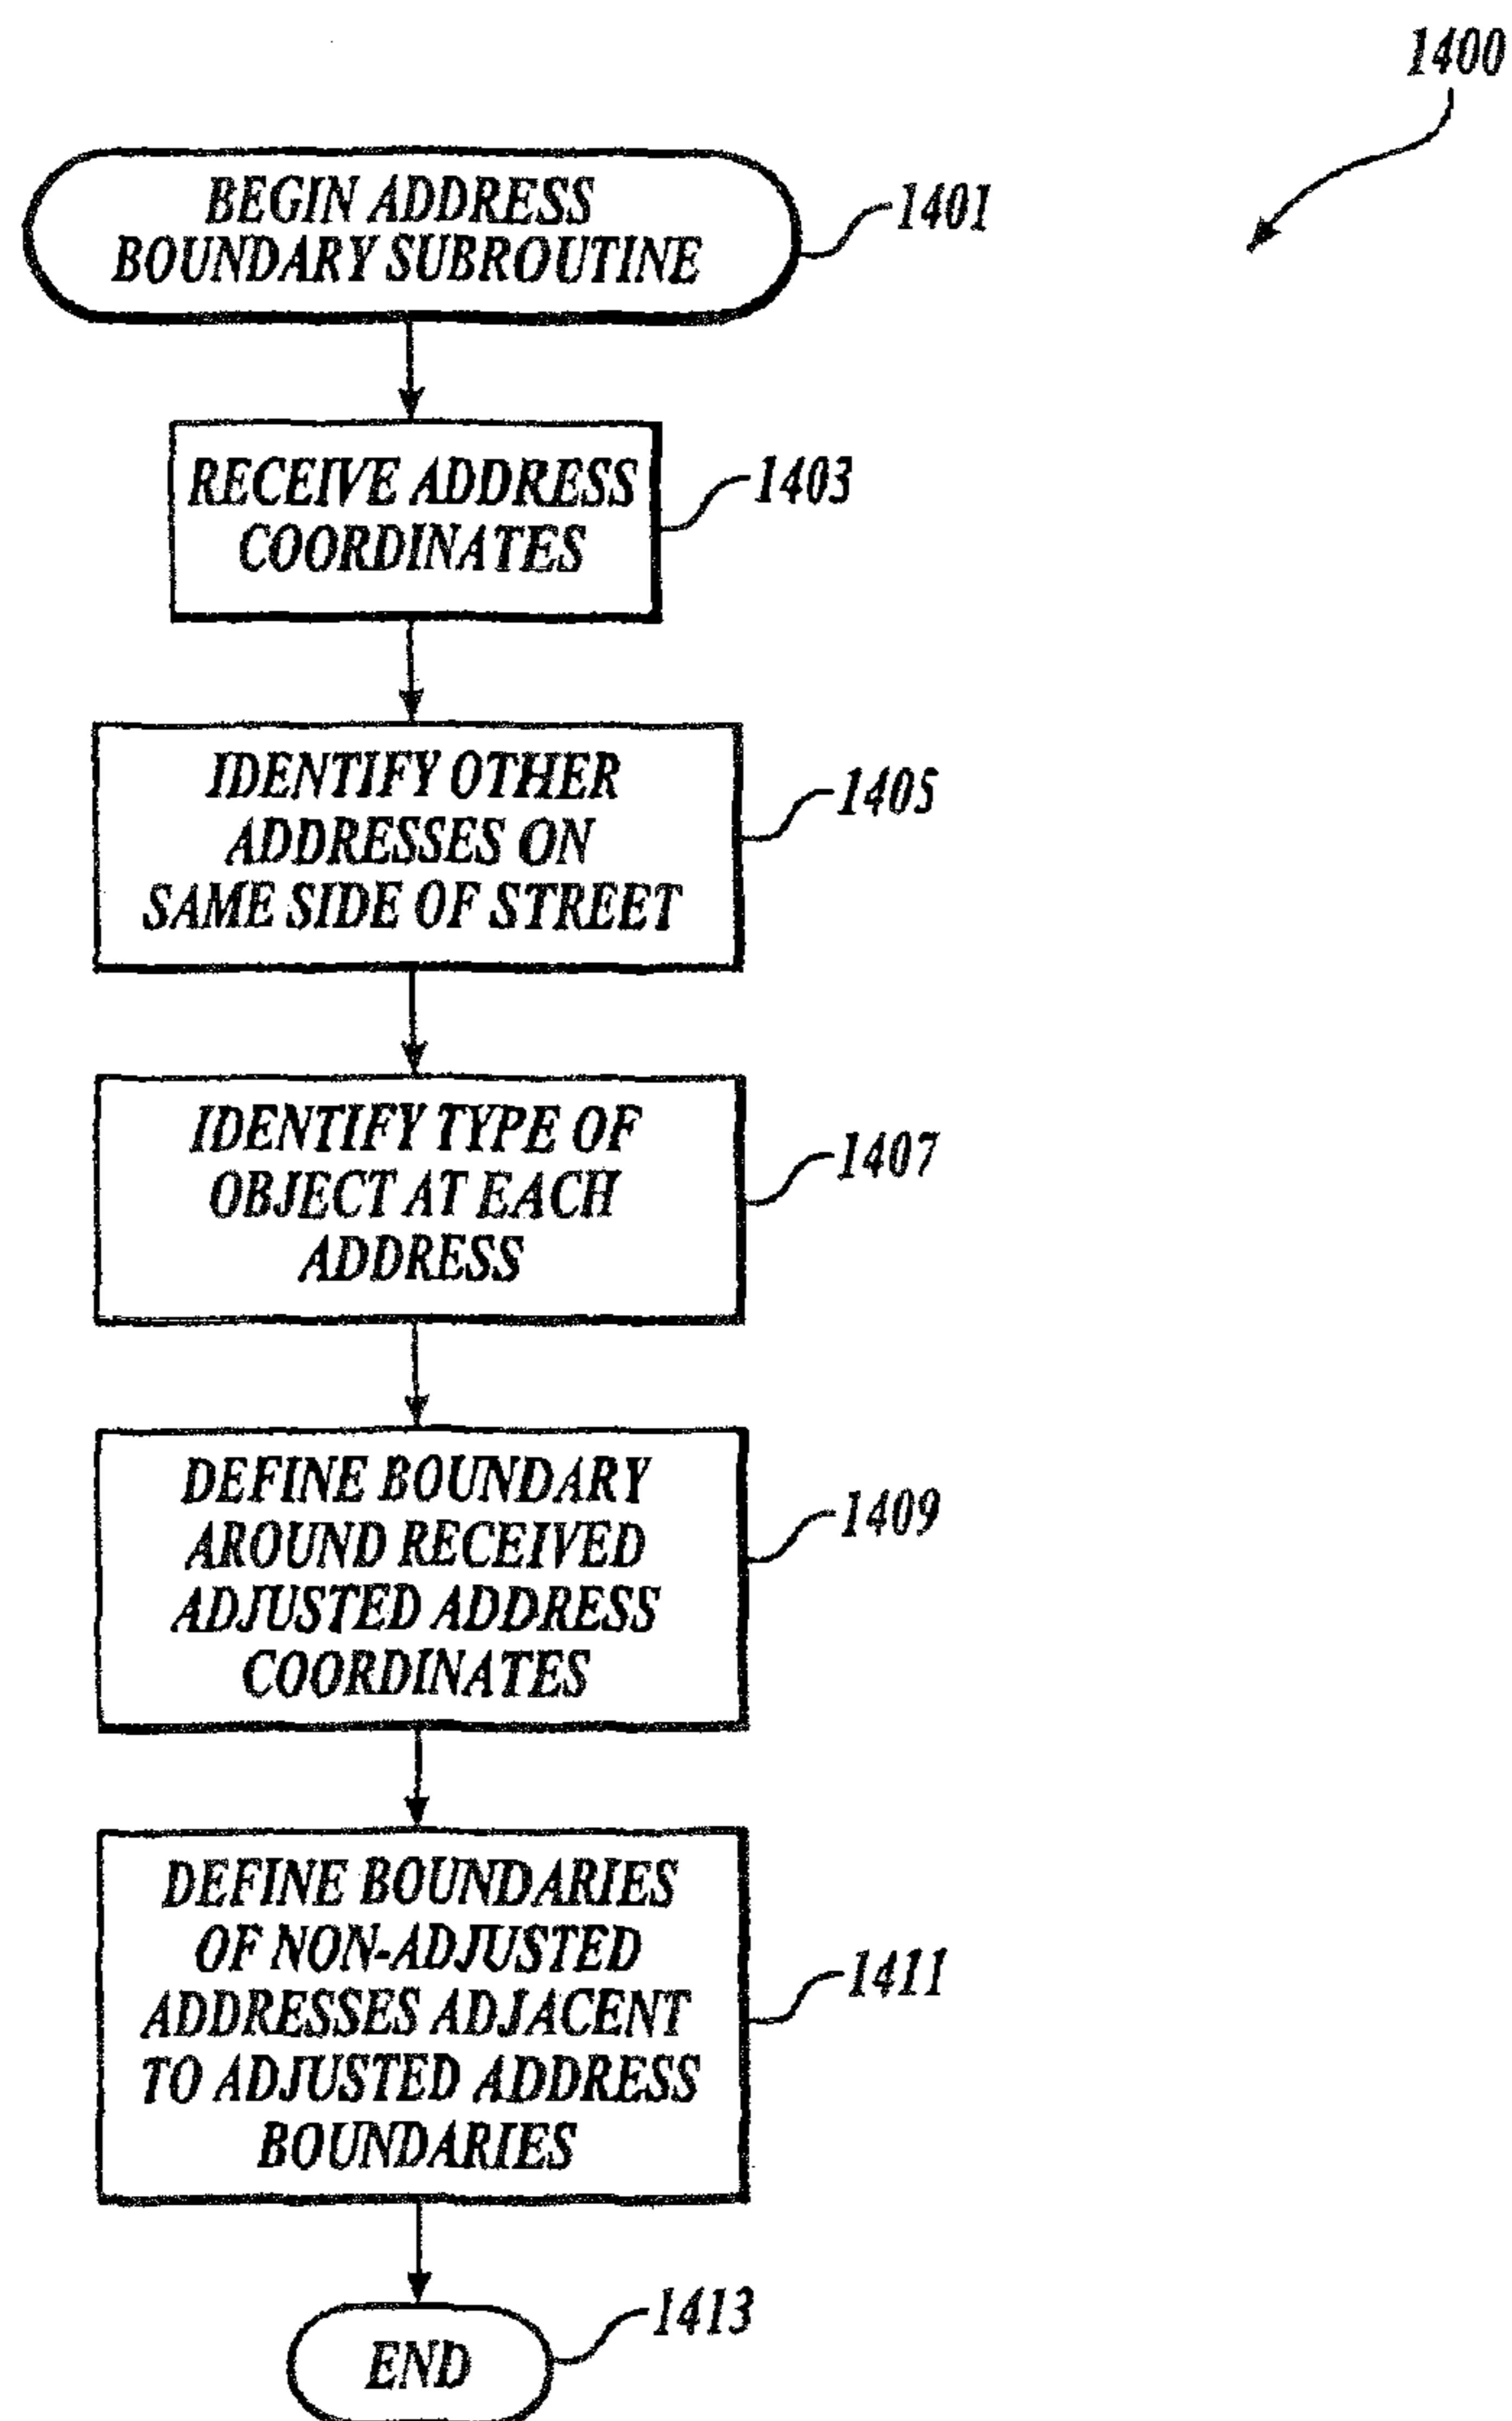 1400
BEGIN ADDRESS
BOUNDARY SUBROUTINE
1401
RECEIVE ADDRESS
COORDINATES
1403
IDENTIFY OTHER
ADDRESSES ON
SAME SIDE OF STREET
1405
IDENTIFY TYPE OF
OBJECT AT EACH
ADDRESS
1407
DEFINE BOUNDARY
AROUND RECEIVED
ADJUSTED ADDRESS
COORDINATES
1409
DEFINE BOUNDARIES
OF NON-ADJUSTED
ADDRESSES ADJACENT
TO ADJUSTED ADDRESS
BOUNDARIES
1411
END
1413